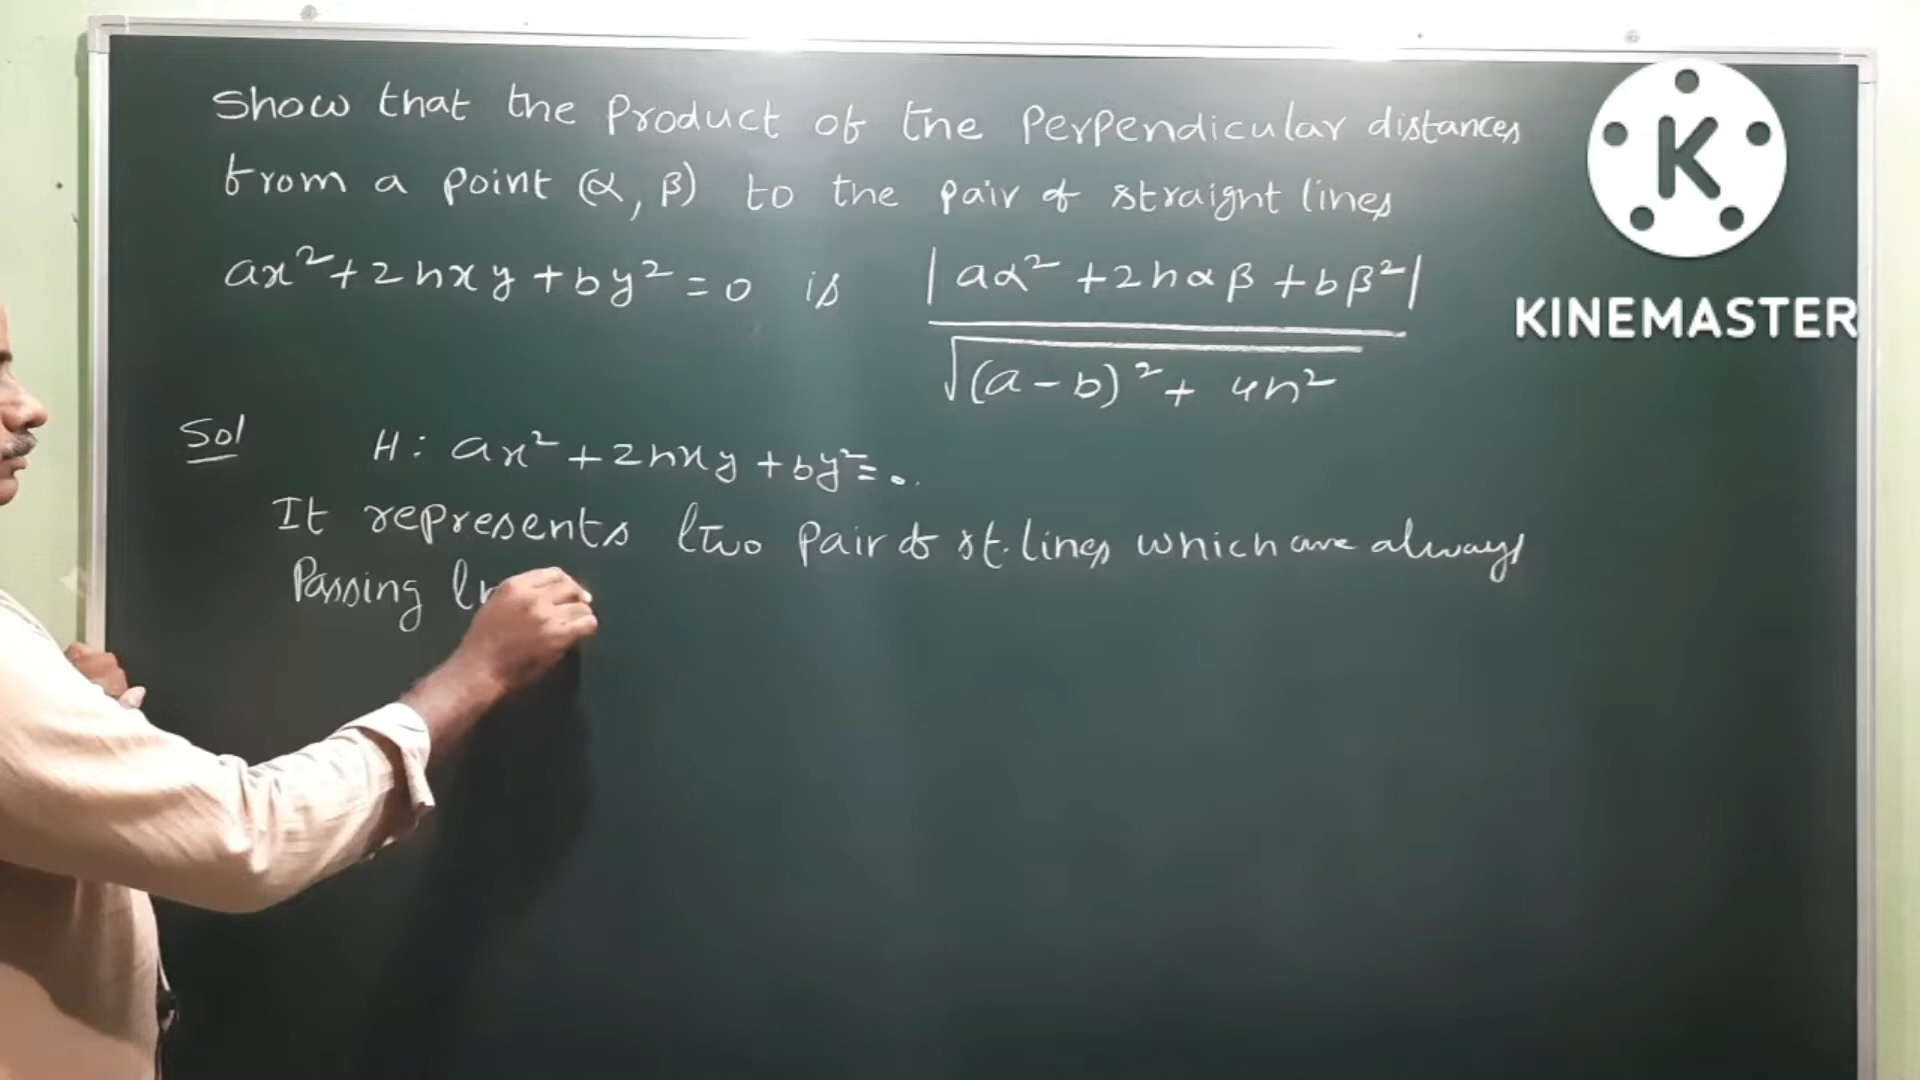 Show that the Product of the Perpendicular distances
from a point (α, β) to the pair of straight lines
ax² + 2hxy + by² = 0 is |aα² + 2hαβ + bβ²|
√(a - b)² + 4h²
K
KINEMASTER
Sol H: ax² + 2hxy + by² = 0.
It represents two pair of st. lines which are always
Passing